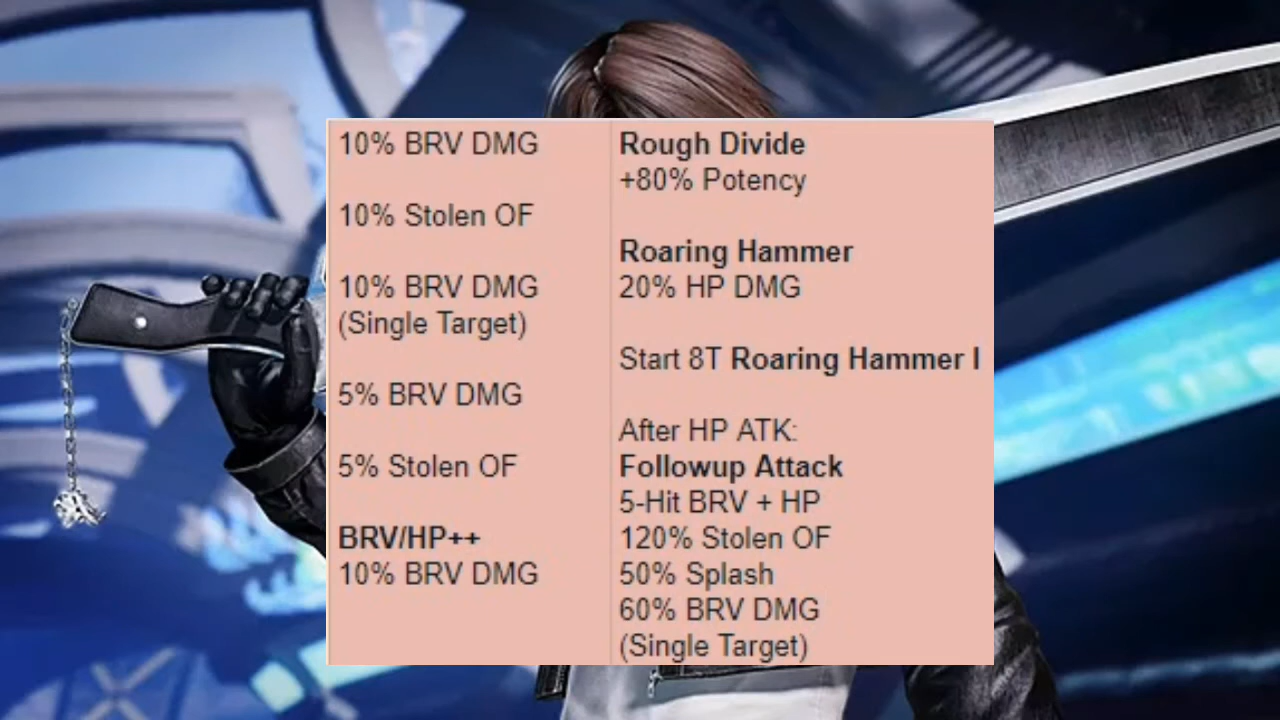 10% BRV DMG
10% Stolen OF
10% BRV DMG
(Single Target)
5% BRV DMG
5% Stolen OF
BRV/HP++
10% BRV DMG
Rough Divide
+80% Potency
Roaring Hammer
20% HP DMG
Start 8T Roaring Hammer I
After HP ATK:
Followup Attack
5-Hit BRV + HP
120% Stolen OF
50% Splash
60% BRV DMG
(Single Target)